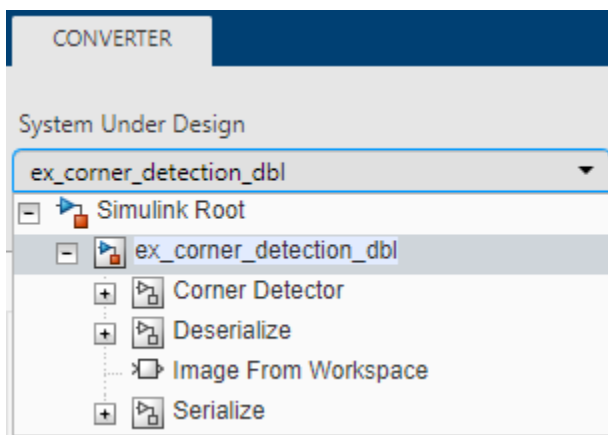 CONVERTER
System Under Design
ex_corner_detection_dbl
Simulink Root
ex_corner_detection_dbl
Corner Detector
Deserialize
Image From Workspace
Serialize